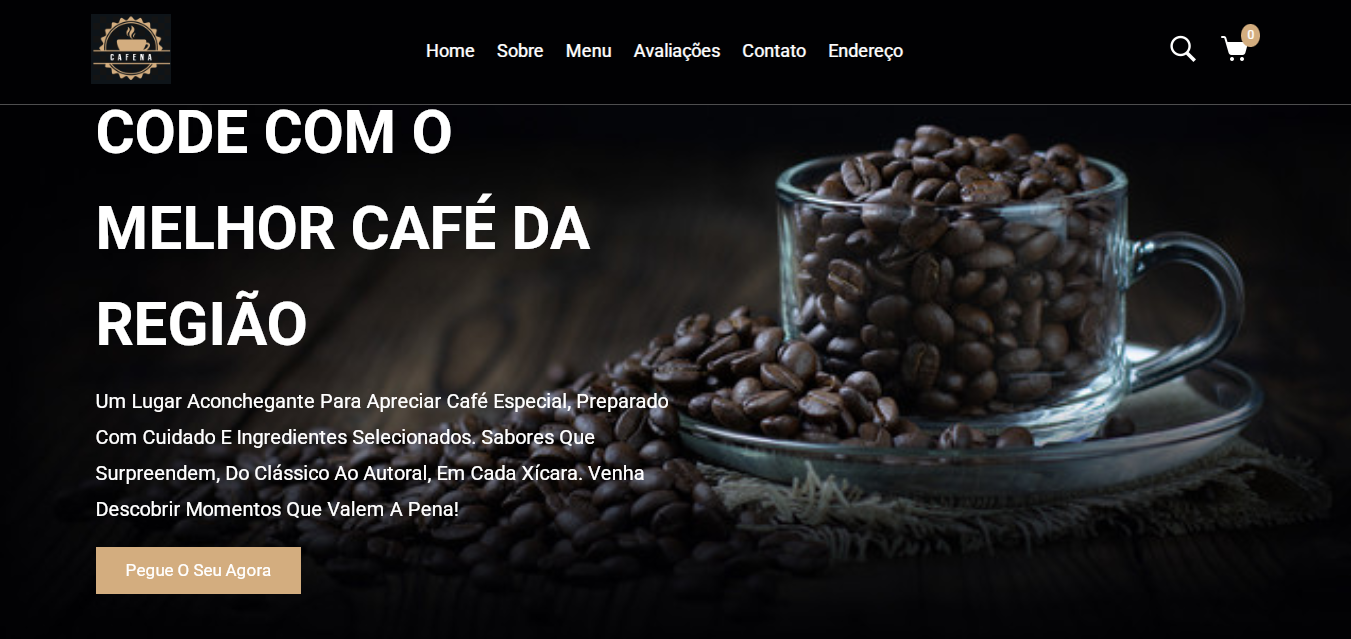 CAFENA
Home Sobre Menu Avaliações Contato Endereço
0
CODE COM O
MELHOR CAFÉ DA
REGIÃO
Um Lugar Aconchegante Para Apreciar Café Especial, Preparado
Com Cuidado E Ingredientes Selecionados. Sabores Que
Surpreendem, Do Clássico Ao Autoral, Em Cada Xícara. Venha
Descobrir Momentos Que Valem A Pena!
Pegue O Seu Agora